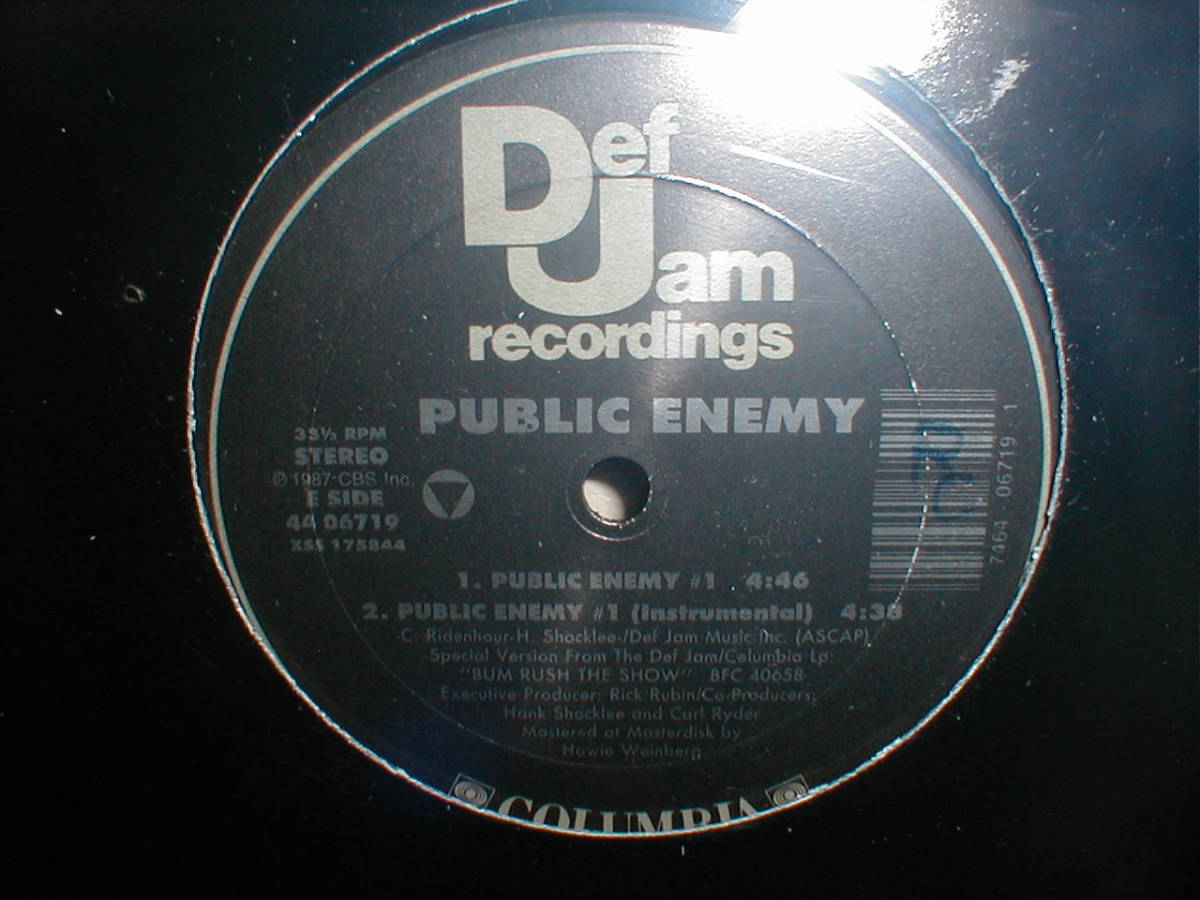 Def
Jam
recordings
PUBLIC ENEMY
33⅓ RPM
STEREO
℗ 1987 CBS Inc.
E SIDE
44 06719
XSS 175844
7464 - 06719 - 1
1. PUBLIC ENEMY #1 4:46
2. PUBLIC ENEMY #1 (Instrumental) 4:38
-C. Ridenhour-H. Shocklee-/Def Jam Music Inc. (ASCAP)
Special Version From The Def Jam/Columbia Lp:
"BUM RUSH THE SHOW" BFC 40658
Executive Producer: Rick Rubin/Co-Producers:
Hank Shocklee and Carl Ryder
Mastered at Masterdisk by
Howie Weinberg
COLUMBIA